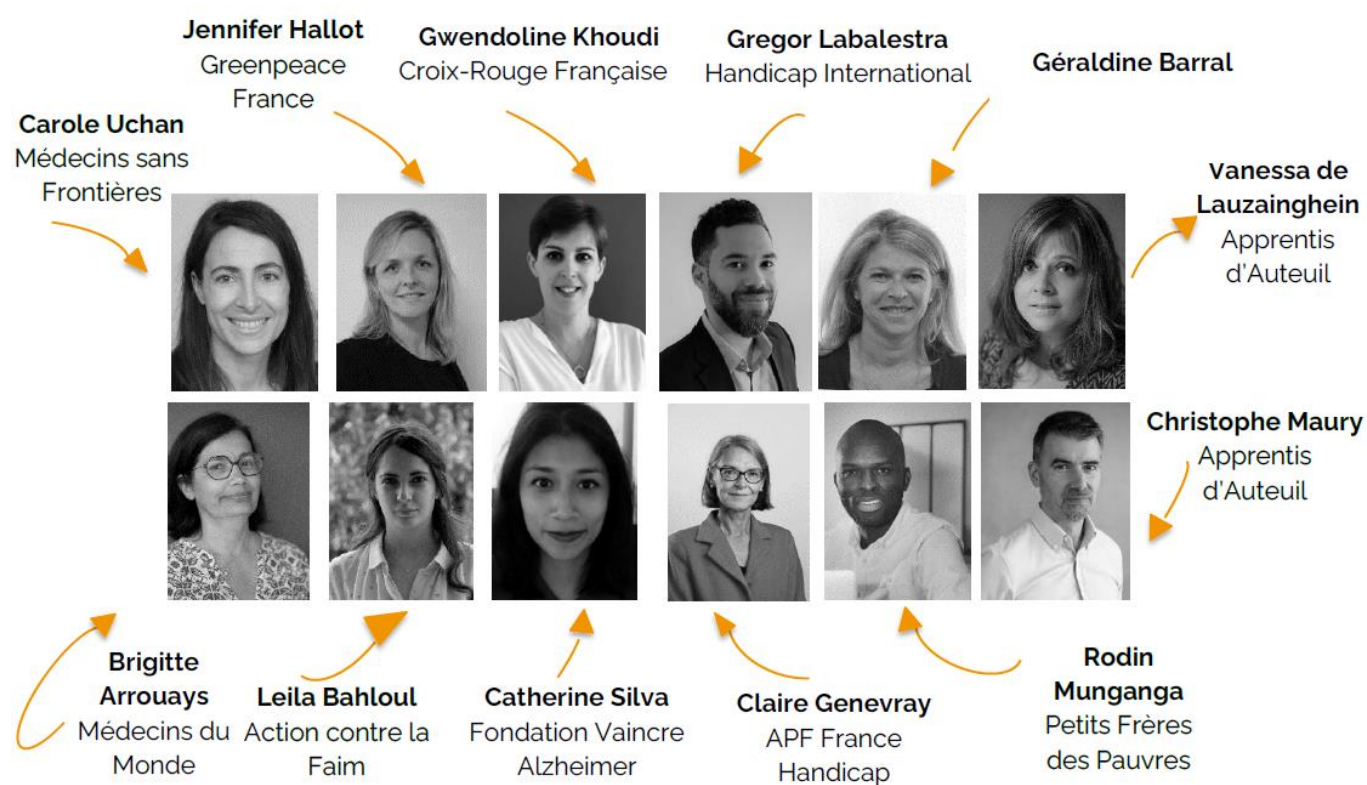 Jennifer Hallot
Greenpeace
France
Gwendoline Khoudi
Croix-Rouge Française
Gregor Labalestra
Handicap International
Géraldine Barral
Carole Uchan
Médecins sans
Frontières
Vanessa de
Lauzainghein
Apprentis
d'Auteuil
Christophe Maury
Apprentis
d'Auteuil
Brigitte
Arrouays
Médecins du
Monde
Leila Bahloul
Action contre la
Faim
Catherine Silva
Fondation Vaincre
Alzheimer
Claire Genevray
APF France
Handicap
Rodin
Munganga
Petits Frères
des Pauvres